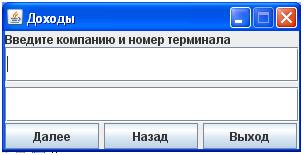 Доходы
Введите компанию и номер терминала
Далее Назад Выход